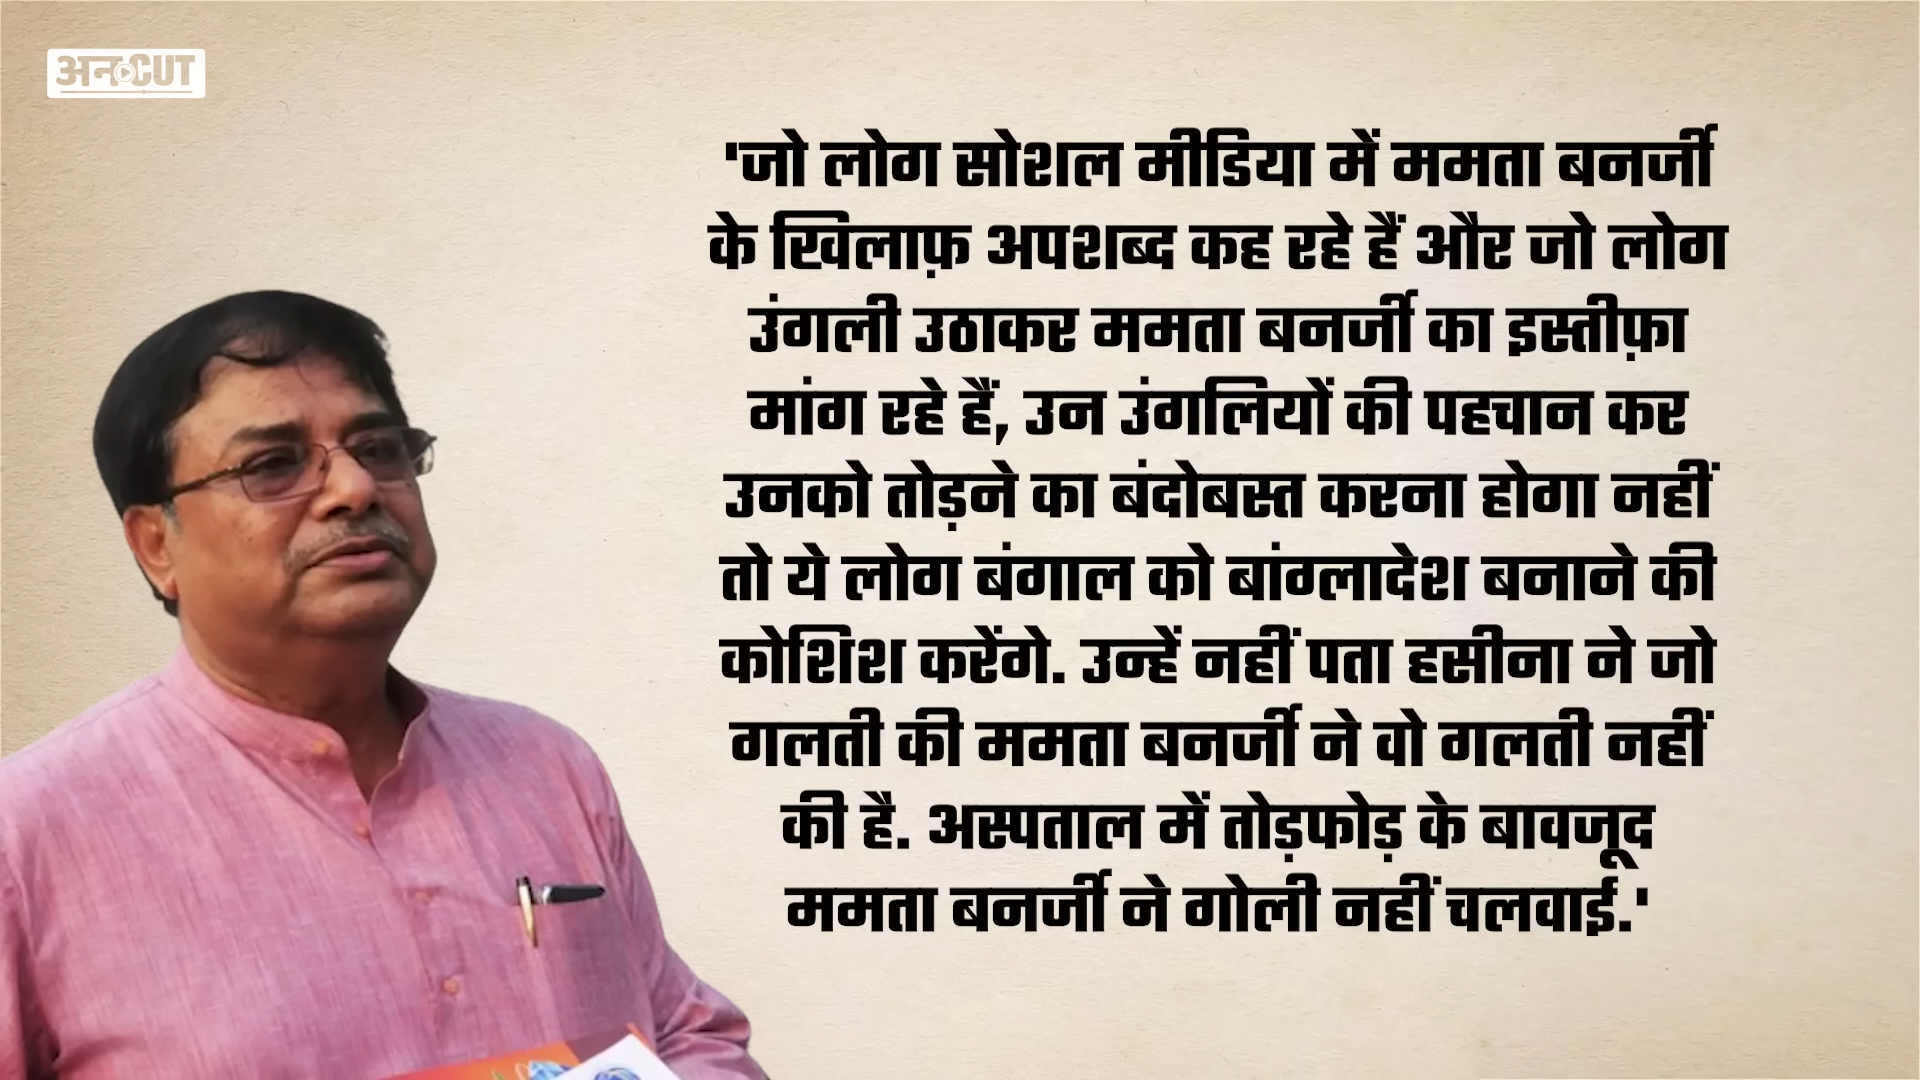 अनCUT
'जो लोग सोशल मीडिया में ममता बनर्जी
के खिलाफ़ अपशब्द कह रहे हैं और जो लोग
उंगली उठाकर ममता बनर्जी का इस्तीफ़ा
मांग रहे हैं, उन उंगलियों की पहचान कर
उनको तोड़ने का बंदोबस्त करना होगा नहीं
तो ये लोग बंगाल को बांग्लादेश बनाने की
कोशिश करेंगे. उन्हें नहीं पता हसीना ने जो
गलती की ममता बनर्जी ने वो गलती नहीं
की है. अस्पताल में तोड़फोड़ के बावजूद
ममता बनर्जी ने गोली नहीं चलवाई.'